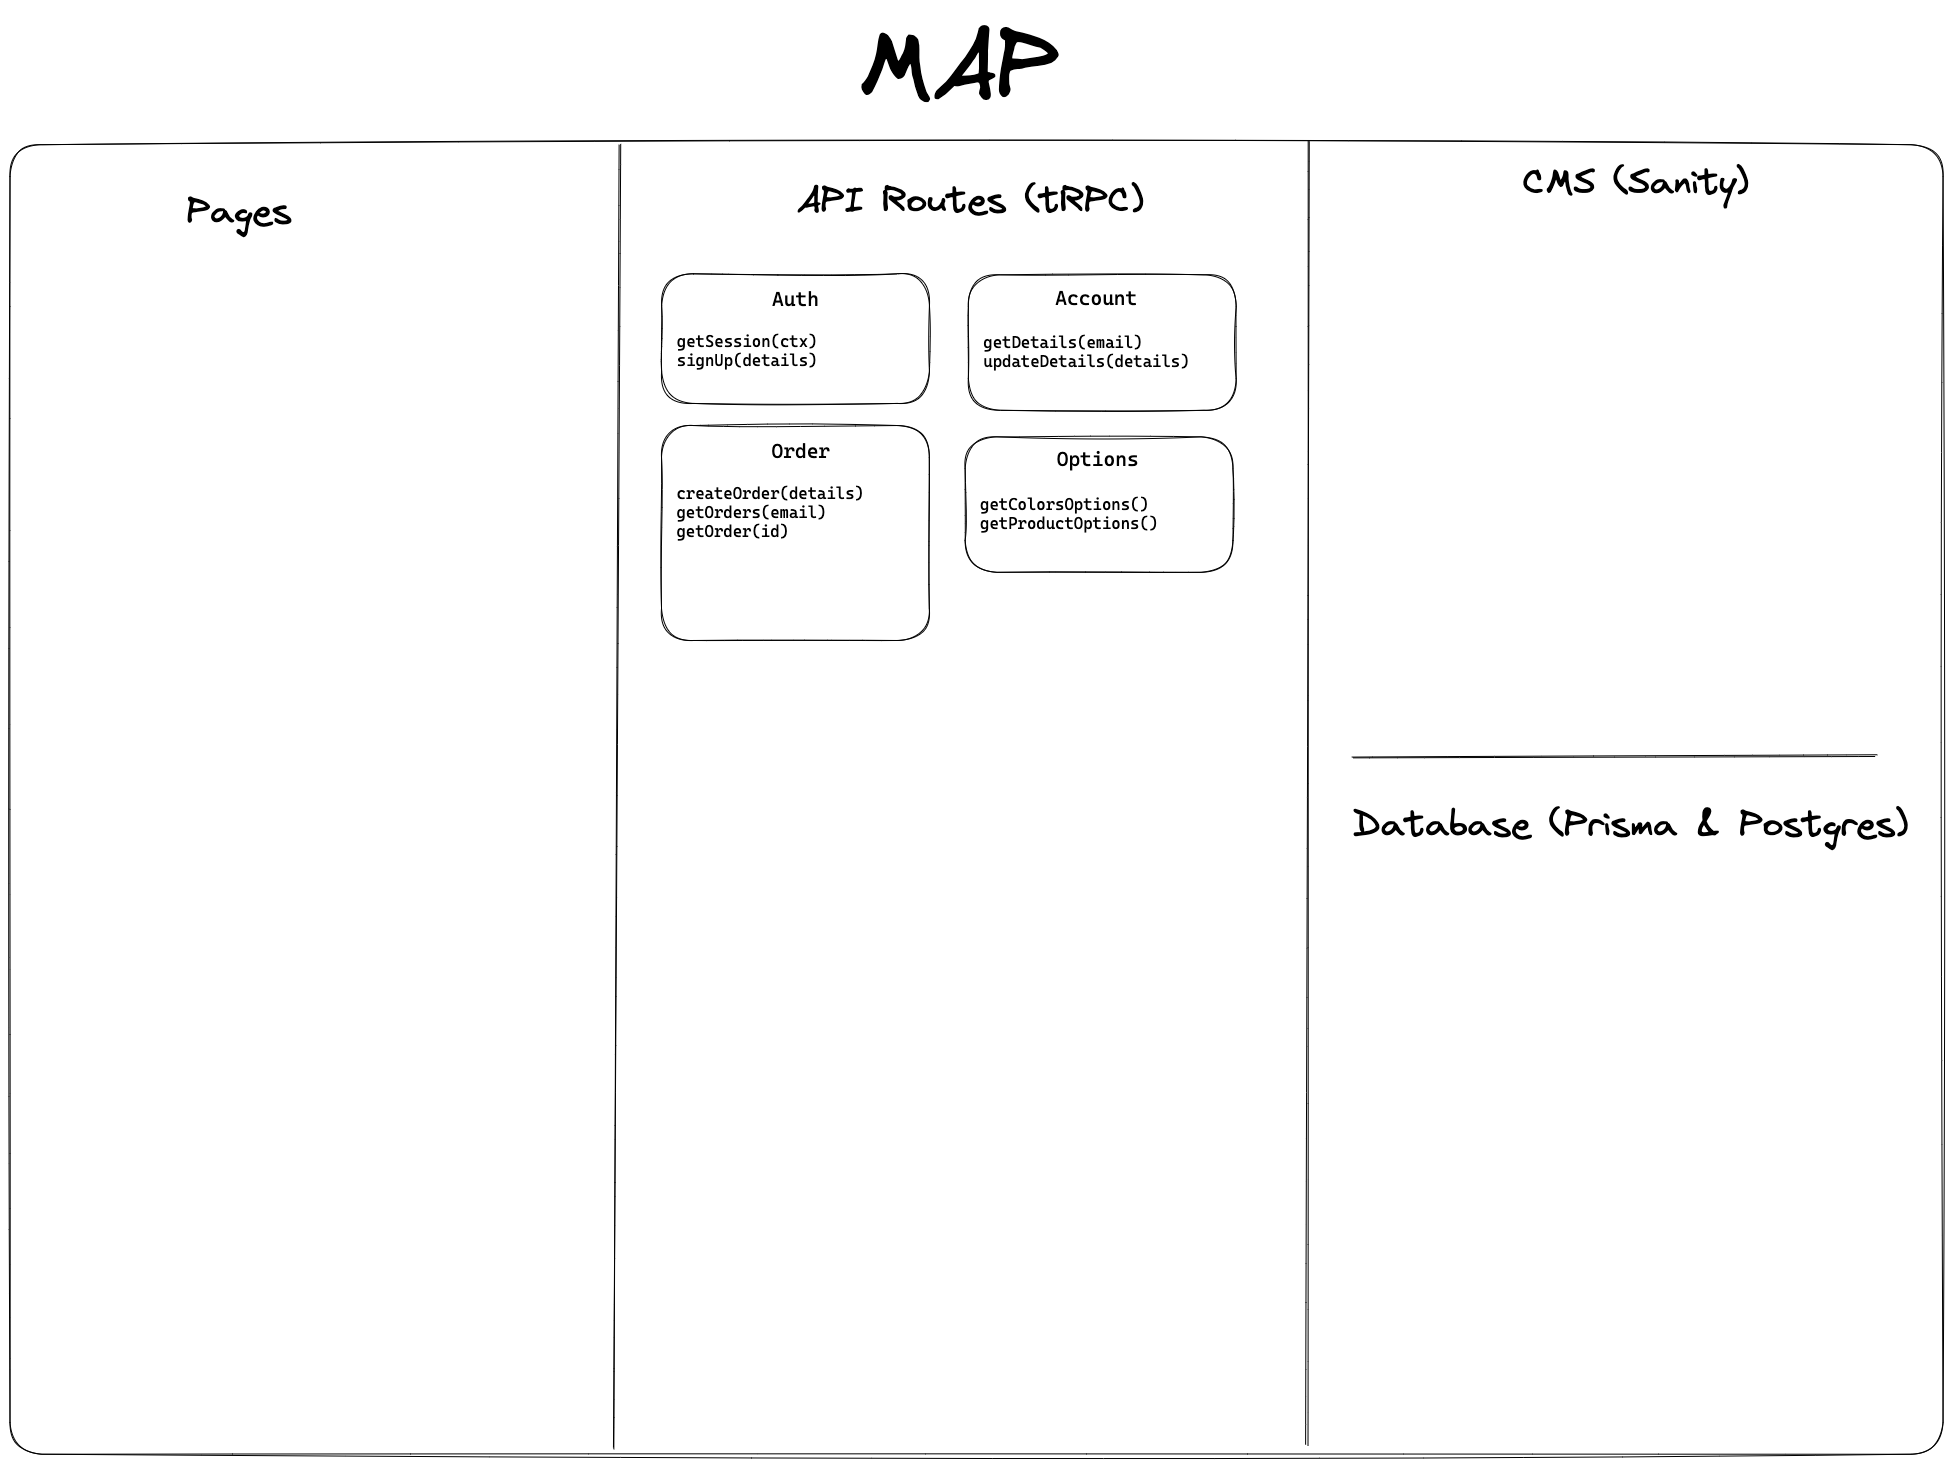 MAP
Pages
API Routes (tRPC)
Auth
getSession(ctx)
signUp(details)
Account
getDetails(email)
updateDetails(details)
Order
createOrder(details)
getOrders(email)
getOrder(id)
Options
getColorsOptions()
getProductOptions()
CMS (Sanity)
Database (Prisma & Postgres)